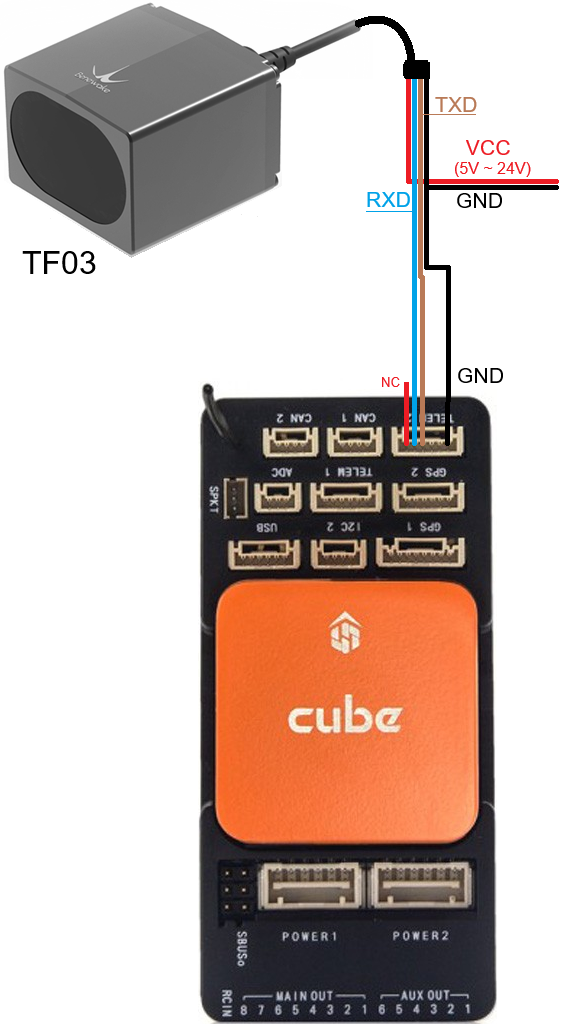 Benewake
TXD
VCC
(5V ~ 24V)
RXD
GND
TF03
NC
GND
CAN 2
CAN 1
ADC
TELEM 1
GPS 2
SPKT
USB
I2C 2
GPS 1
cube
SBUSo
POWER1
POWER2
RCIN
MAIN OUT
AUX OUT
8 7 6 5 4 3 2 1
6 5 4 3 2 1